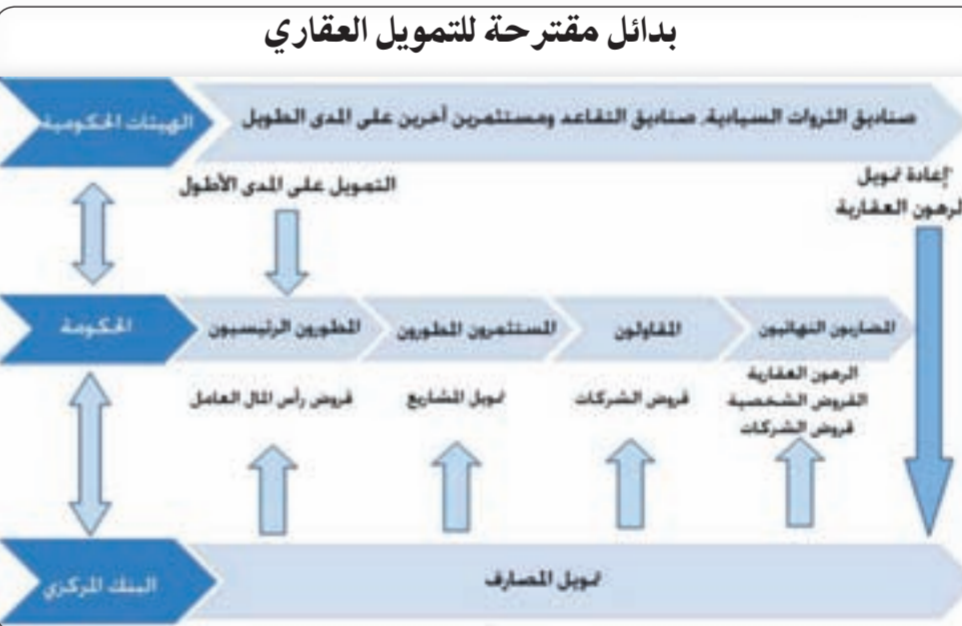 بدائل مقترحة للتمويل العقاري
الهيئات الحكومية
صناديق الثروات السيادية، صناديق التقاعد ومستثمرين آخرين على المدى الطويل
التمويل على المدى الأطول
إعادة تمويل
الرهون العقارية
الحكومة
المطورون الرئيسيون
المستثمرون المطورون
المقاولون
المضاربون النهائيون
قروض رأس المال العامل
تمويل المشاريع
قروض الشركات
الرهون العقارية
القروض الشخصية
قروض الشركات
البنك المركزي
تمويل المصارف